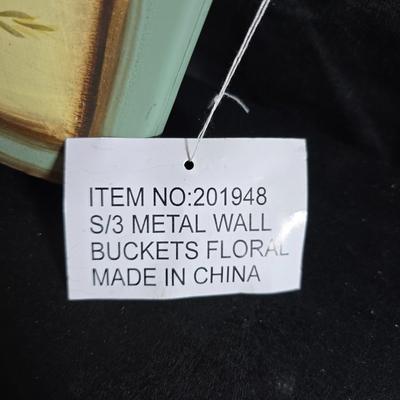 ITEM NO:201948
S/3 METAL WALL
BUCKETS FLORAL
MADE IN CHINA